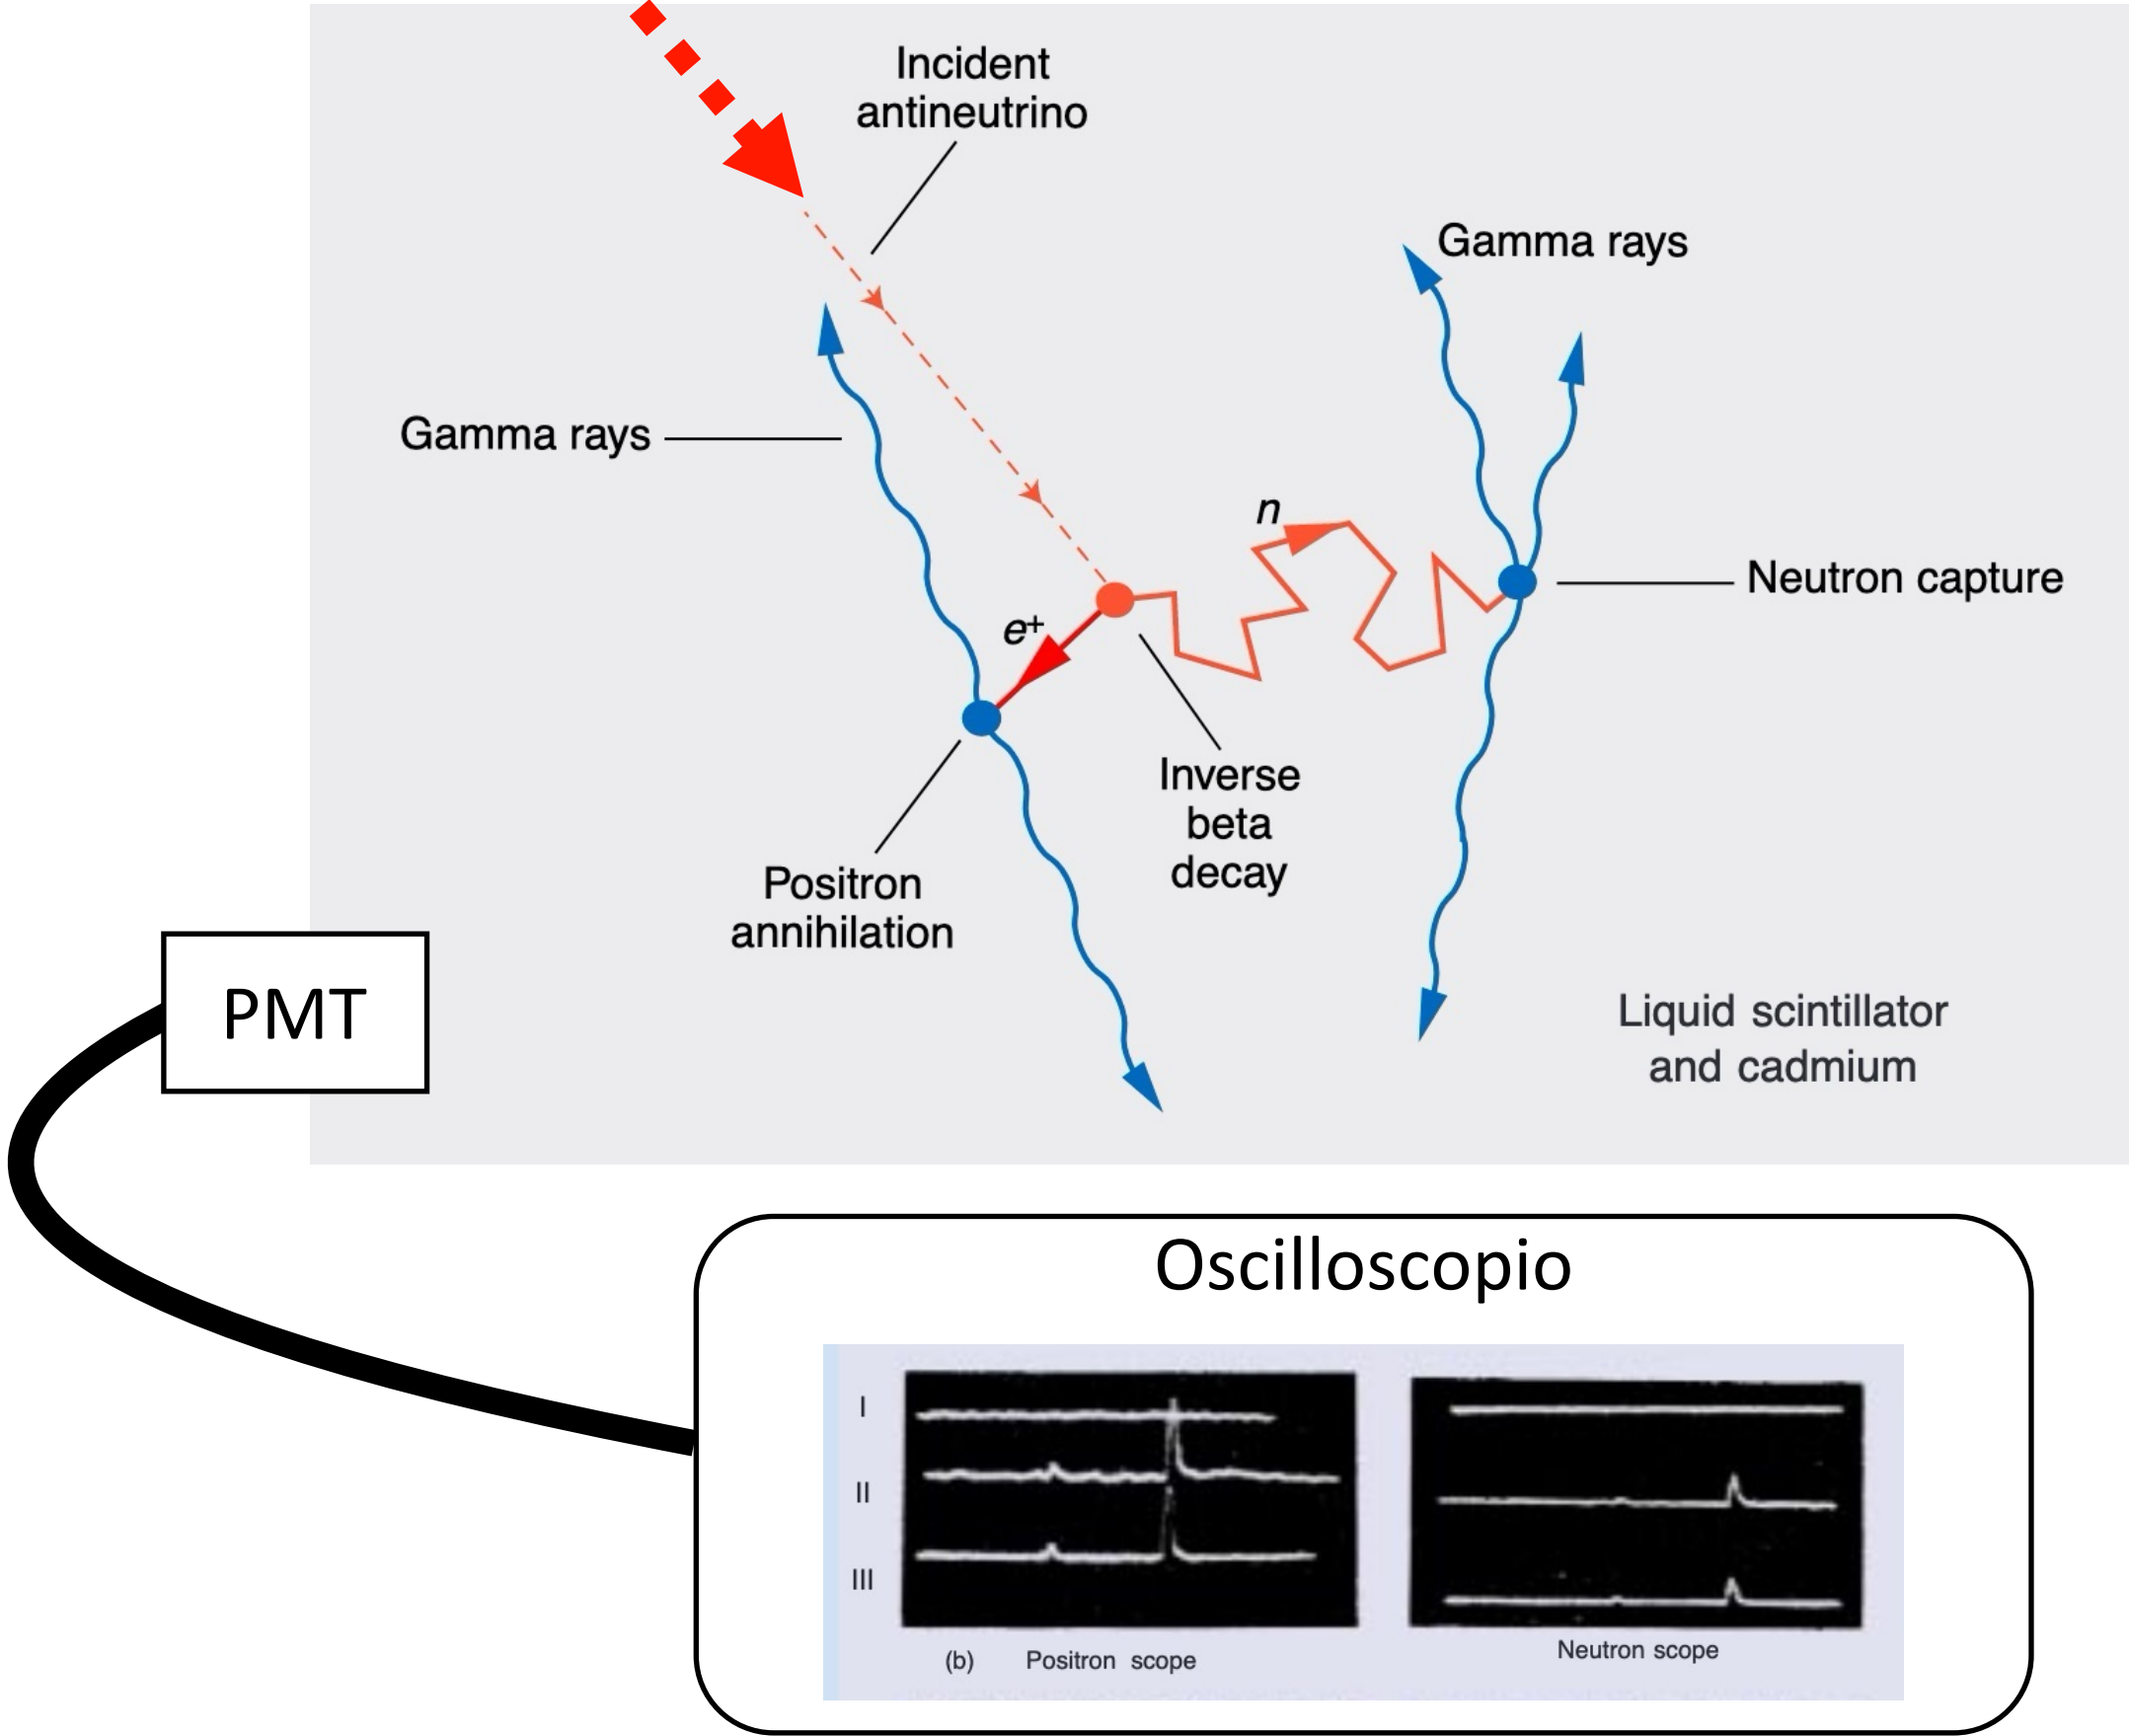 Incident
antineutrino
Gamma rays
Gamma rays
n
Neutron capture
e+
Inverse
beta
decay
Positron
annihilation
PMT
Liquid scintillator
and cadmium
Oscilloscopio
I
II
III
(b) Positron scope
Neutron scope